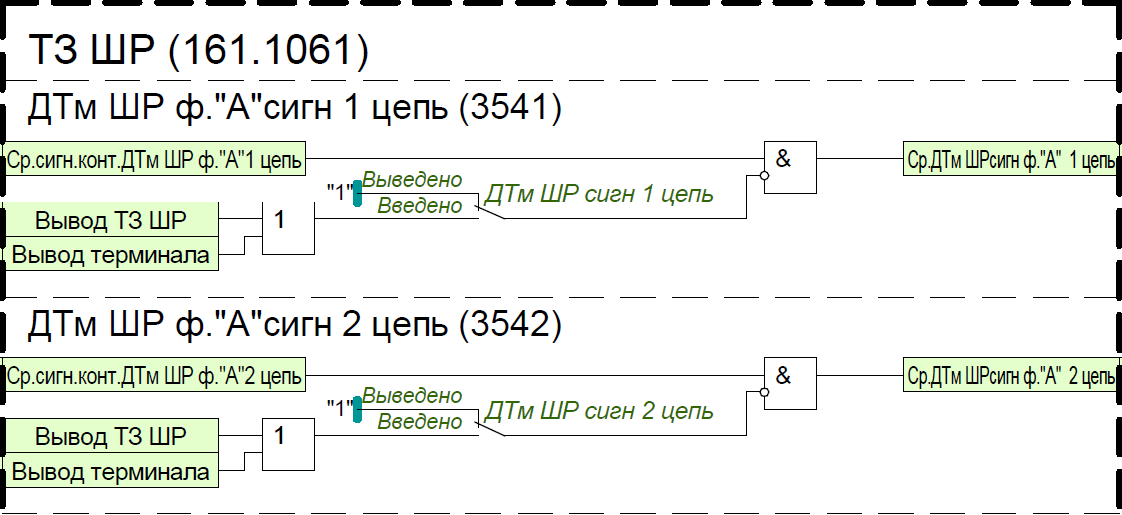 ТЗ ШР (161.1061)
ДТм ШР ф."А"сигн 1 цепь (3541)
Ср.сигн.конт.ДТм ШР ф."А"1 цепь
&
Ср.ДТм ШРсигн ф."А" 1 цепь
"1"
Выведено
Введено
ДТм ШР сигн 1 цепь
Вывод ТЗ ШР
1
Вывод терминала
ДТм ШР ф."А"сигн 2 цепь (3542)
Ср.сигн.конт.ДТм ШР ф."А"2 цепь
&
Ср.ДТм ШРсигн ф."А" 2 цепь
"1"
Выведено
Введено
ДТм ШР сигн 2 цепь
Вывод ТЗ ШР
1
Вывод терминала